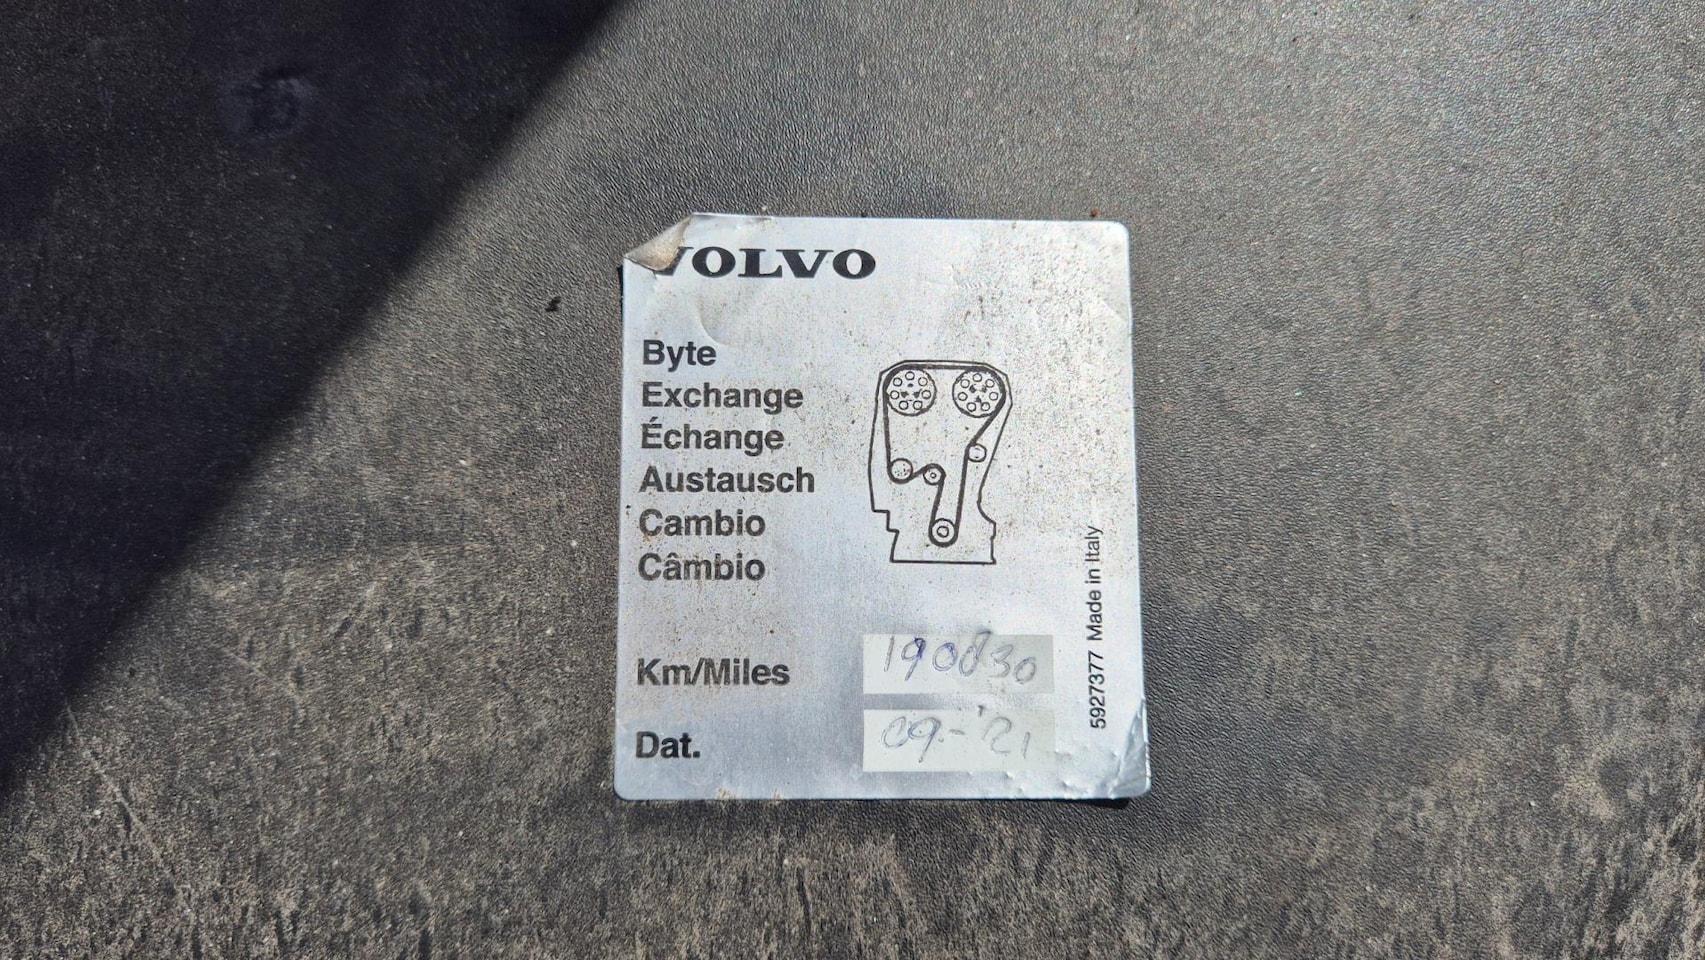 VOLVO
Byte
Exchange
Échange
Austausch
Cambio
Câmbio
Km/Miles 190830
Dat. 09-'21
5927377 Made in Italy